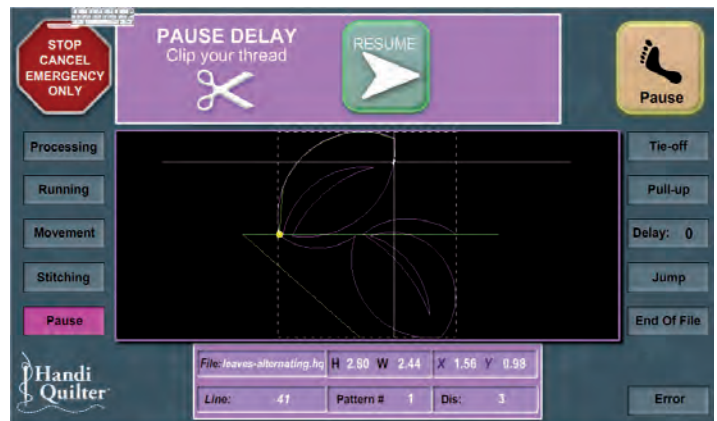 STOP
CANCEL
EMERGENCY
ONLY
PAUSE DELAY
Clip your thread
RESUME
Pause
Processing
Running
Movement
Stitching
Pause
Tie-off
Pull-up
Delay: 0
Jump
End Of File
Error
File:leaves-alternating.hq H 2.80 W 2.44 X 1.56 Y 0.98
Line: 41 Pattern # 1 Dis: 3
Handi
Quilter